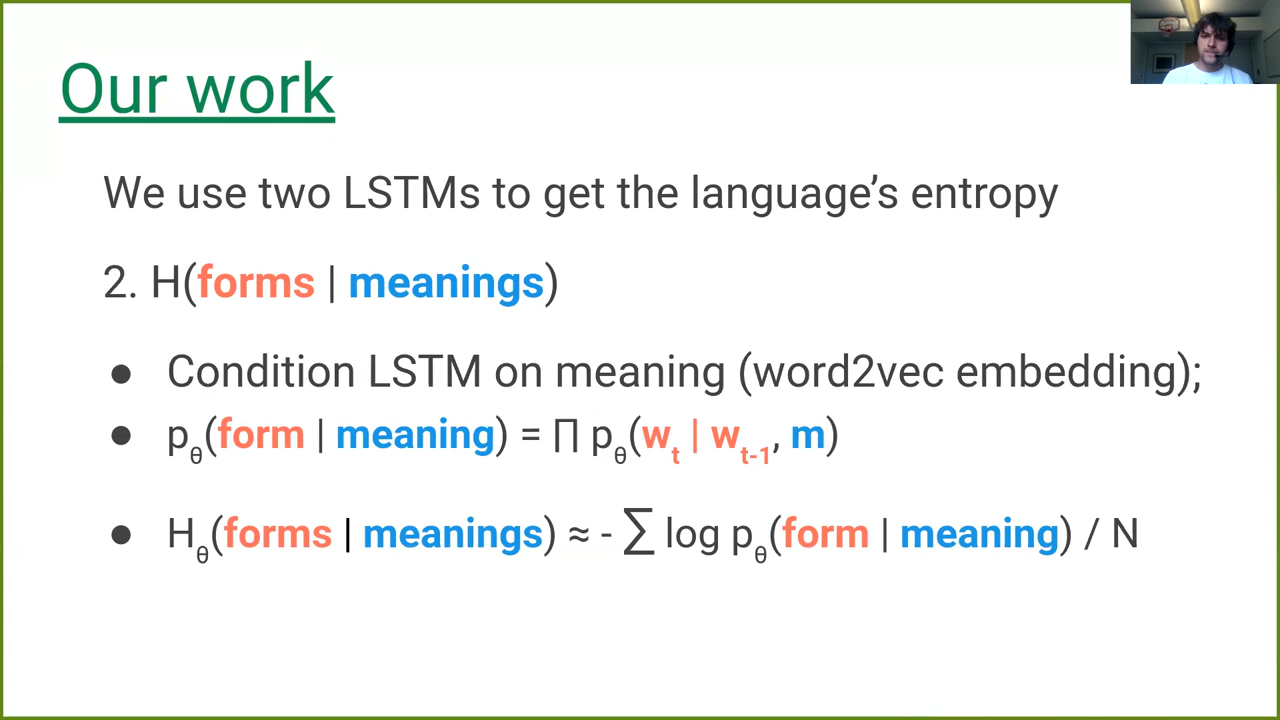 Our work
We use two LSTMs to get the language’s entropy
2. H(forms | meanings)
● Condition LSTM on meaning (word2vec embedding);
● pθ(form | meaning) = ∏ pθ(wt | wt-1, m)
● Hθ(forms | meanings) ≈ - ∑ log pθ(form | meaning) / N